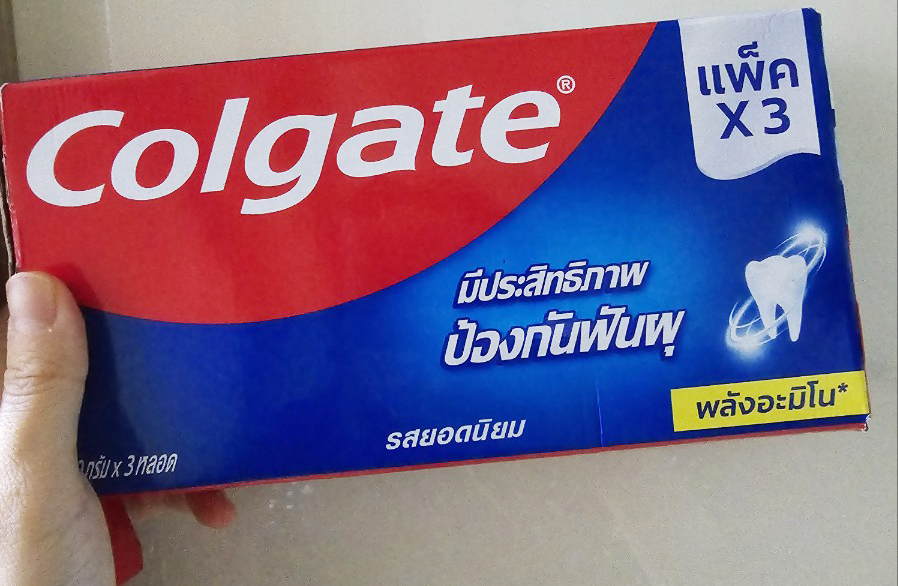 Colgate®
แพ็ค
X 3
มีประสิทธิภาพ
ป้องกันฟันผุ
พลังอะมิโน*
รสยอดนิยม
กรัม x 3 หลอด